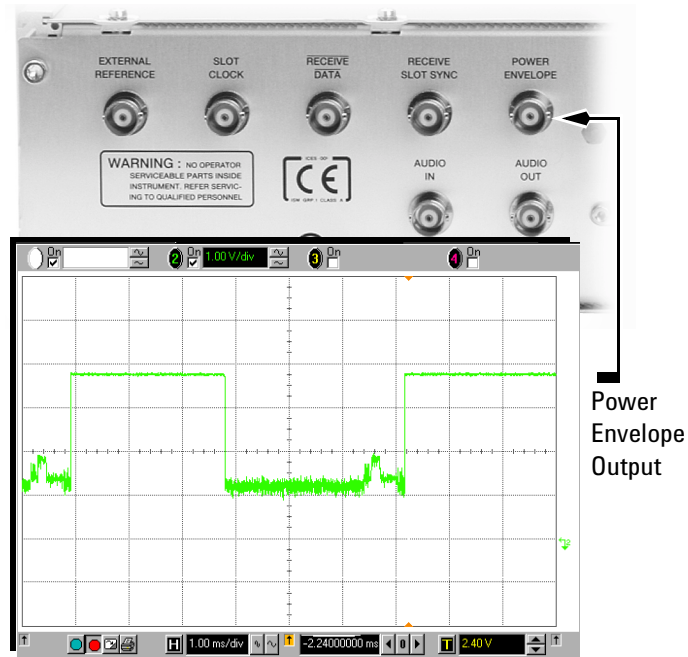 EXTERNAL
REFERENCE
SLOT
CLOCK
RECEIVE
DATA
RECEIVE
SLOT SYNC
POWER
ENVELOPE
WARNING : NO OPERATOR
SERVICEABLE PARTS INSIDE
INSTRUMENT. REFER SERVIC-
ING TO QUALIFIED PERSONNEL
CE
AUDIO
IN
AUDIO
OUT
On
2 On 1.00 V/div
3 On
4 On
Power
Envelope
Output
H 1.00 ms/div -2.24000000 ms 0 T 2.40 V